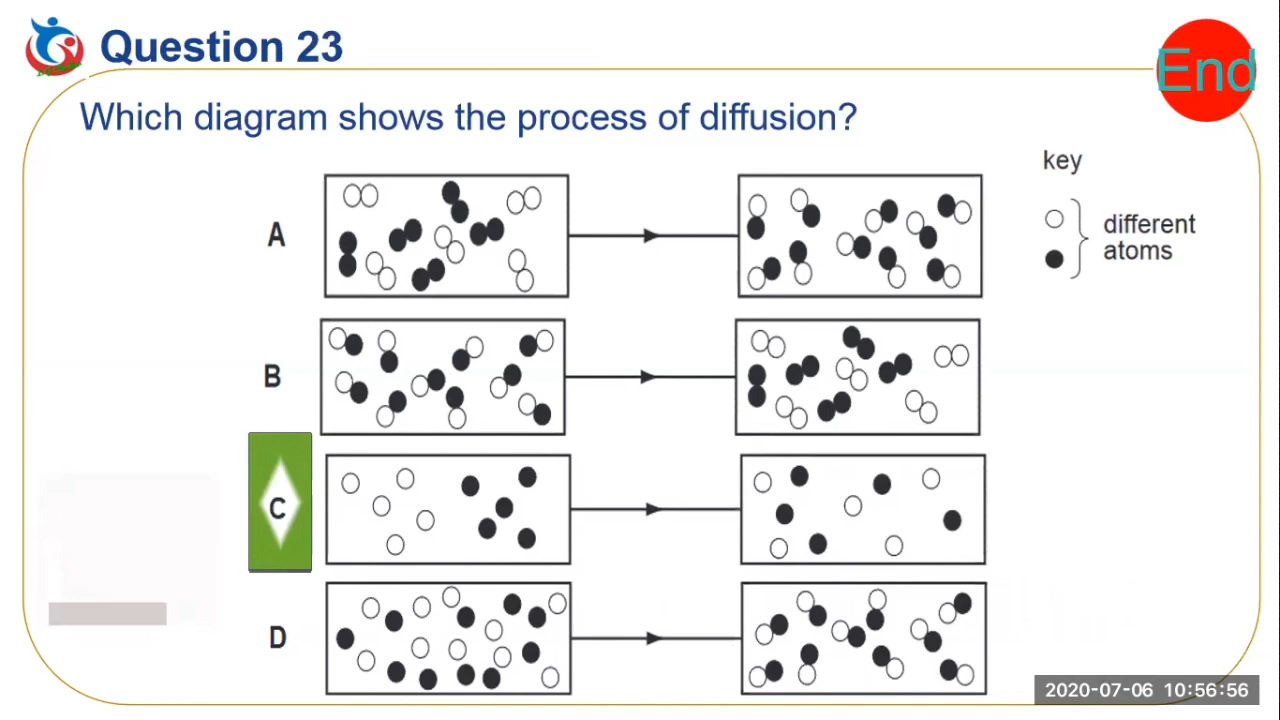 Question 23
End
Which diagram shows the process of diffusion?
key
A
different
atoms
B
C
D
2020-07-06 10:56:56